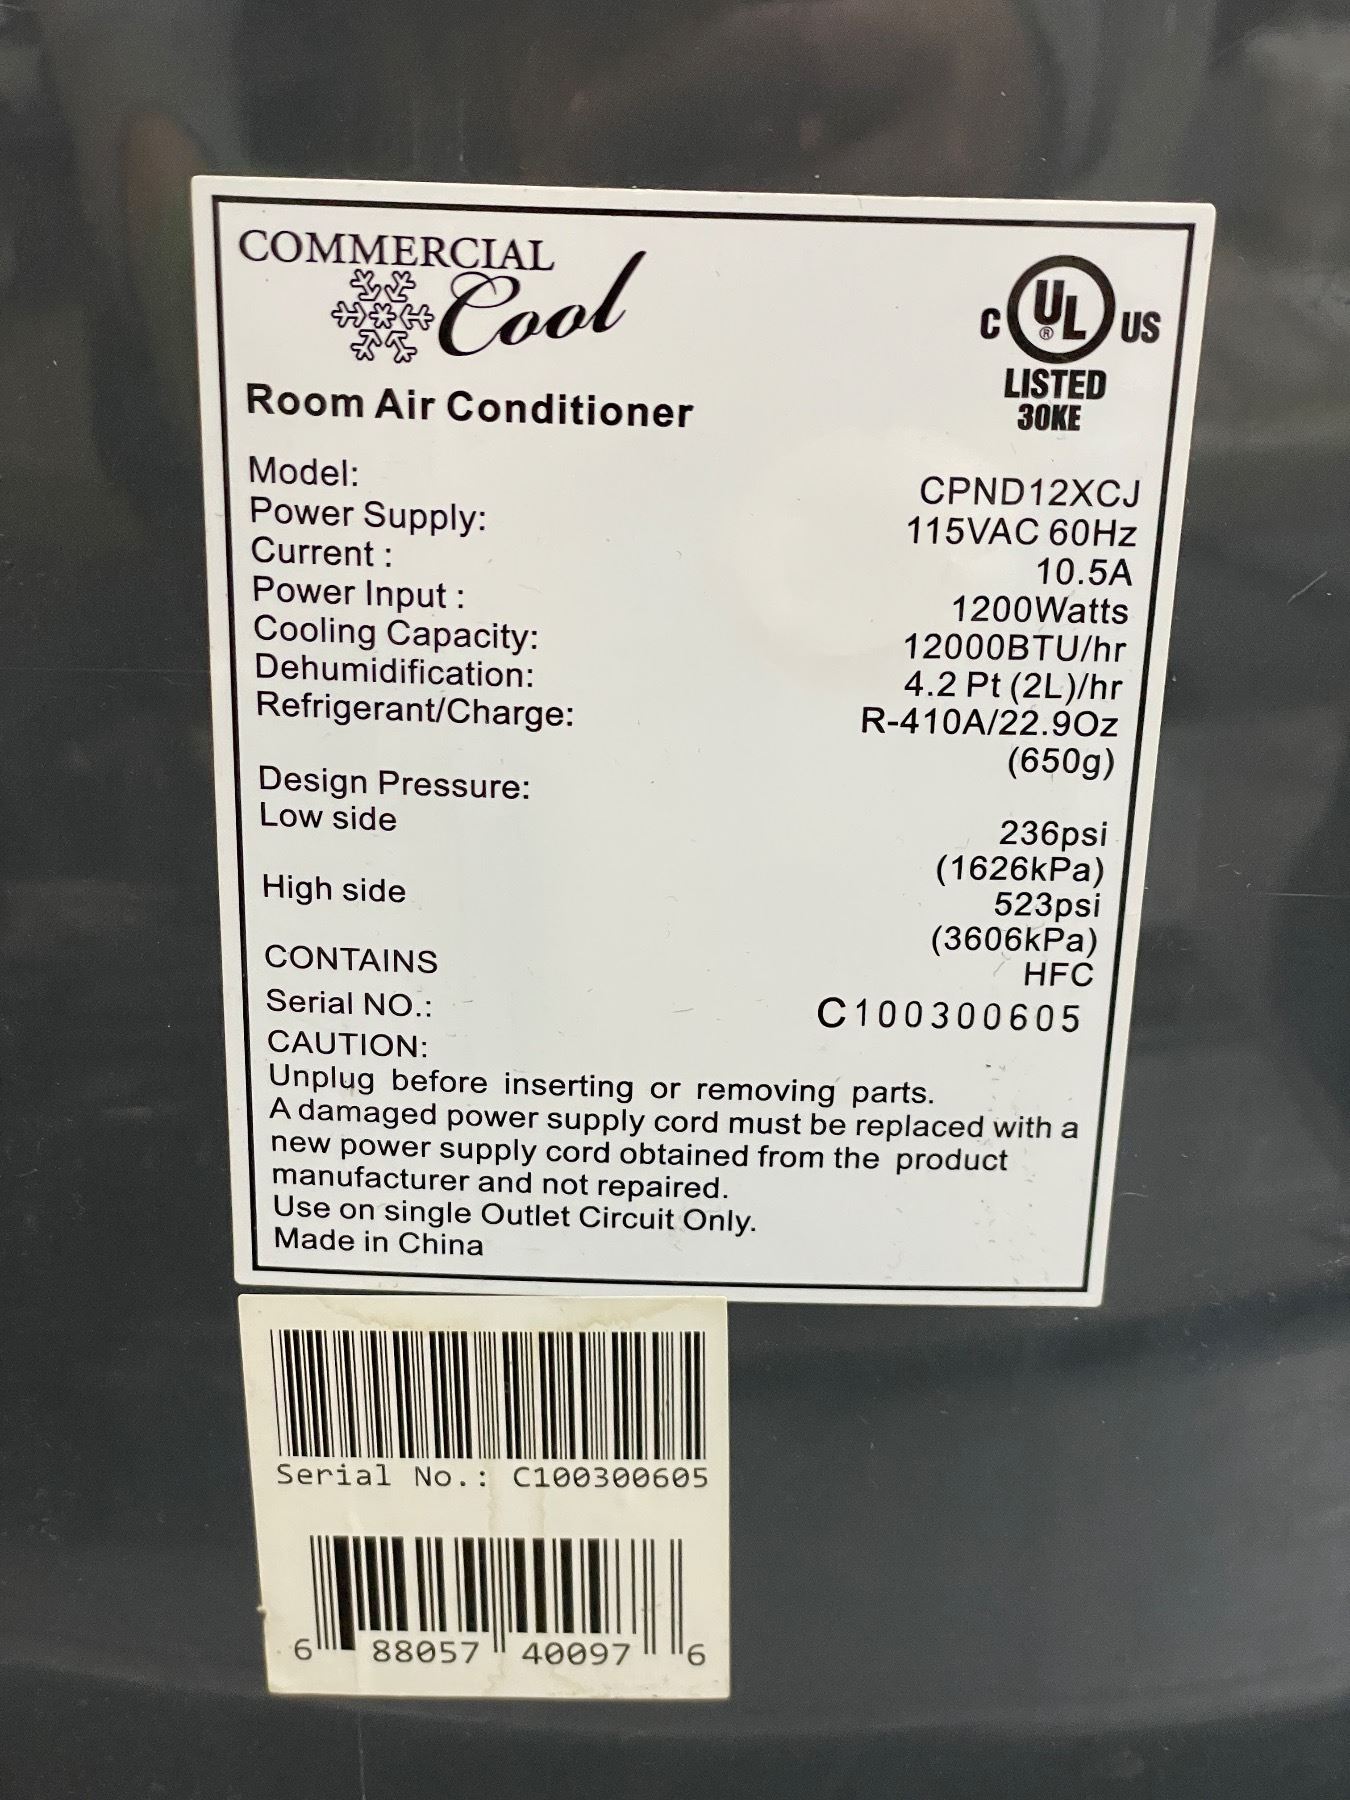 COMMERCIAL
Cool
C UL ® US
LISTED
30KE
Room Air Conditioner
Model: CPND12XCJ
Power Supply: 115VAC 60Hz
Current : 10.5A
Power Input : 1200Watts
Cooling Capacity: 12000BTU/hr
Dehumidification: 4.2 Pt (2L)/hr
Refrigerant/Charge: R-410A/22.9Oz
(650g)
Design Pressure:
Low side 236psi
(1626kPa)
High side 523psi
(3606kPa)
CONTAINS HFC
Serial NO.: C100300605
CAUTION:
Unplug before inserting or removing parts.
A damaged power supply cord must be replaced with a
new power supply cord obtained from the product
manufacturer and not repaired.
Use on single Outlet Circuit Only.
Made in China
Serial No.: C100300605
6 88057 40097 6